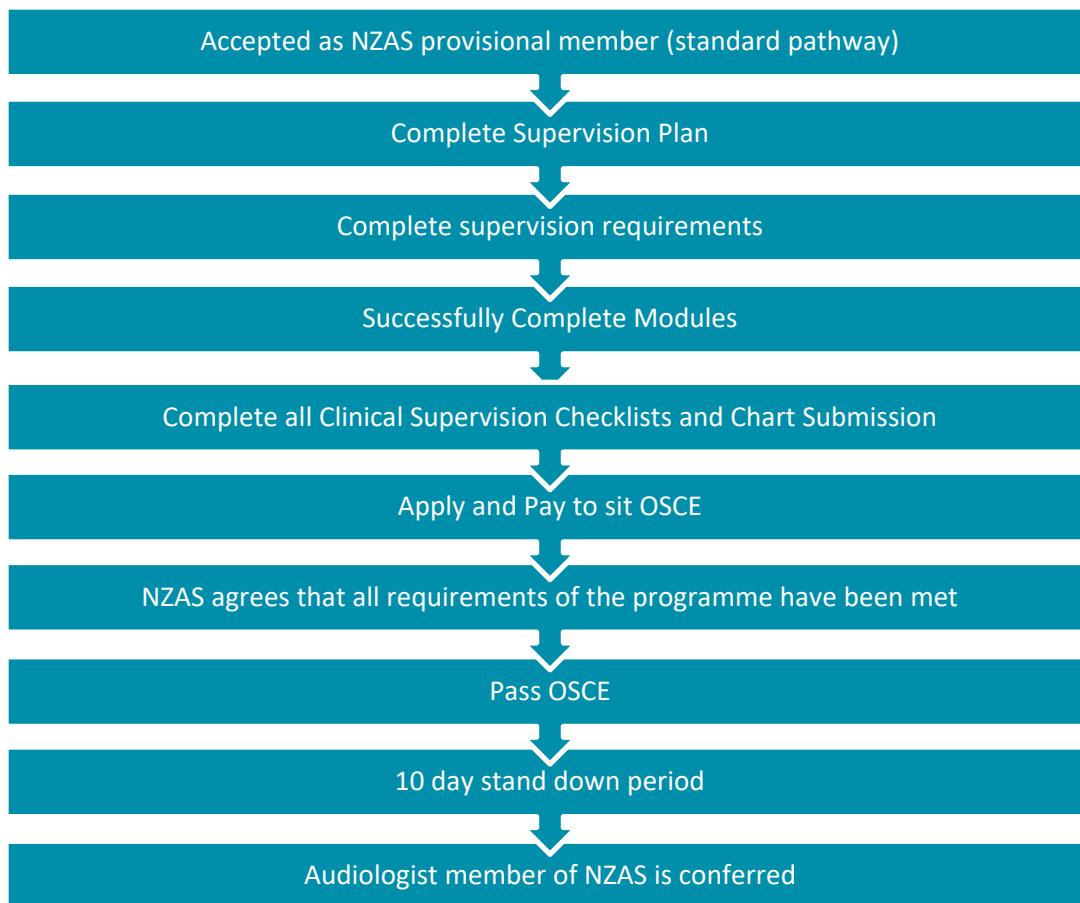 Accepted as NZAS provisional member (standard pathway)
Complete Supervision Plan
Complete supervision requirements
Successfully Complete Modules
Complete all Clinical Supervision Checklists and Chart Submission
Apply and Pay to sit OSCE
NZAS agrees that all requirements of the programme have been met
Pass OSCE
10 day stand down period
Audiologist member of NZAS is conferred